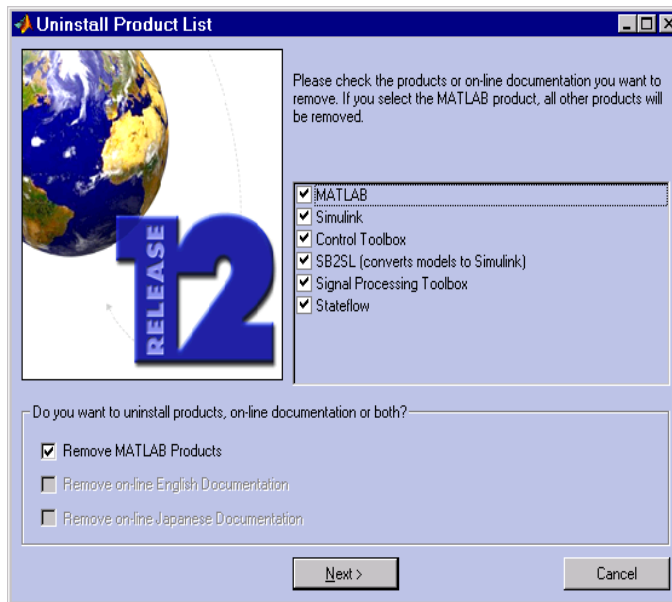 Uninstall Product List
Please check the products or on-line documentation you want to
remove. If you select the MATLAB product, all other products will
be removed.
MATLAB
Simulink
Control Toolbox
SB2SL (converts models to Simulink)
Signal Processing Toolbox
Stateflow
RELEASE
12
Do you want to uninstall products, on-line documentation or both?
Remove MATLAB Products
Remove on-line English Documentation
Remove on-line Japanese Documentation
Next >
Cancel